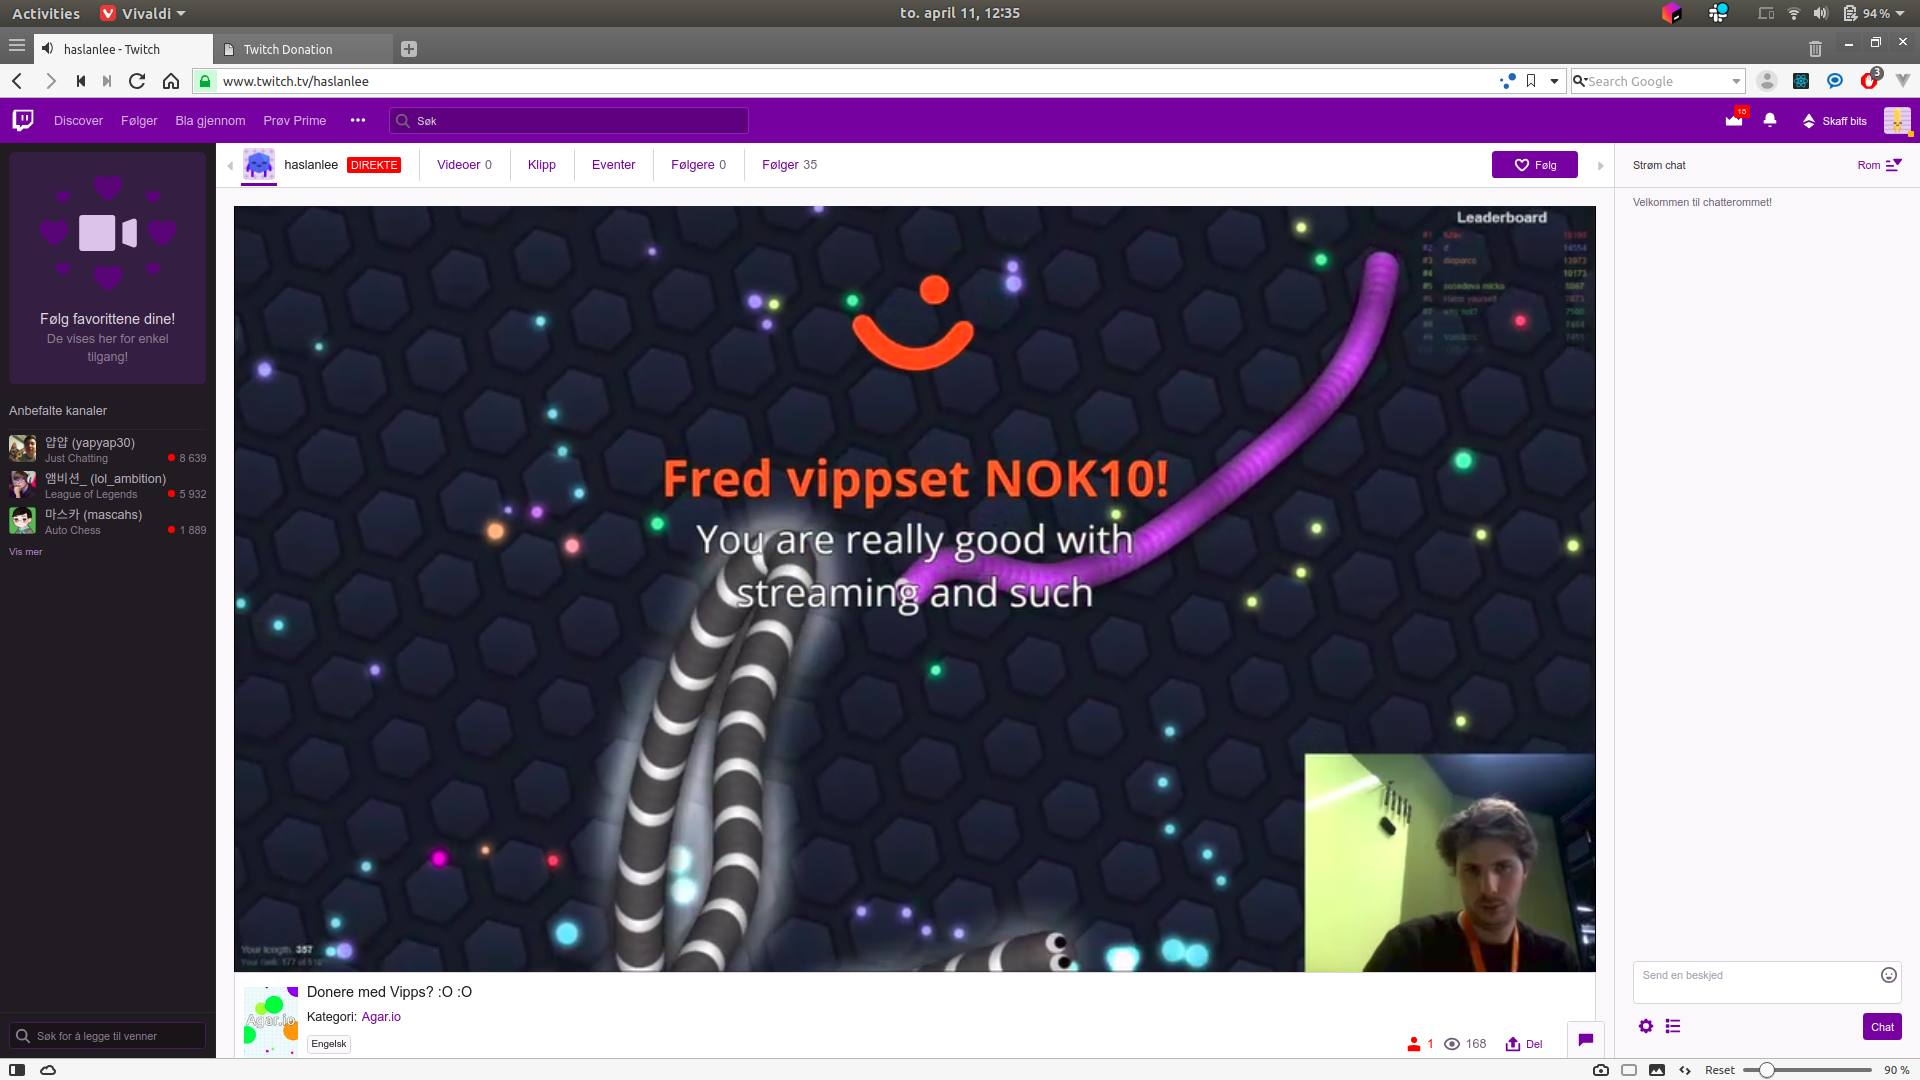 Activities
Vivaldi
to. april 11, 12:35
94 %
haslanlee - Twitch
Twitch Donation
www.twitch.tv/haslanlee
Search Google
3
Discover
Følger
Bla gjennom
Prøv Prime
Søk
Skaff bits
Følg favorittene dine!
De vises her for enkel
tilgang!
Anbefalte kanaler
얍얍 (yapyap30)
Just Chatting
8 639
앰비션_ (lol_ambition)
League of Legends
5 932
마스카 (mascahs)
Auto Chess
1 889
Vis mer
Søk for å legge til venner
haslanlee
DIREKTE
Videoer 0
Klipp
Eventer
Følgere 0
Følger 35
Følg
Leaderboard
Fred vippset NOK10!
You are really good with
streaming and such
Your length: 357
Donere med Vipps? :O :O
Kategori: Agar.io
Agar.io
Engelsk
1
168
Del
Strøm chat
Rom
Velkommen til chatterommet!
Send en beskjed
Chat
Reset
90 %